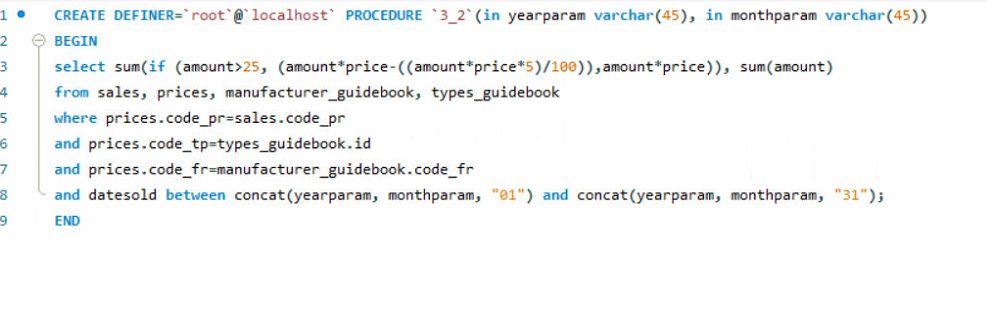 1 CREATE DEFINER=`root`@`localhost` PROCEDURE `3_2`(in yearparam varchar(45), in monthparam varchar(45))
2 BEGIN
3 select sum(if (amount>25, (amount*price-((amount*price*5)/100)),amount*price)), sum(amount)
4 from sales, prices, manufacturer_guidebook, types_guidebook
5 where prices.code_pr=sales.code_pr
6 and prices.code_tp=types_guidebook.id
7 and prices.code_fr=manufacturer_guidebook.code_fr
8 and datesold between concat(yearparam, monthparam, "01") and concat(yearparam, monthparam, "31");
9 END